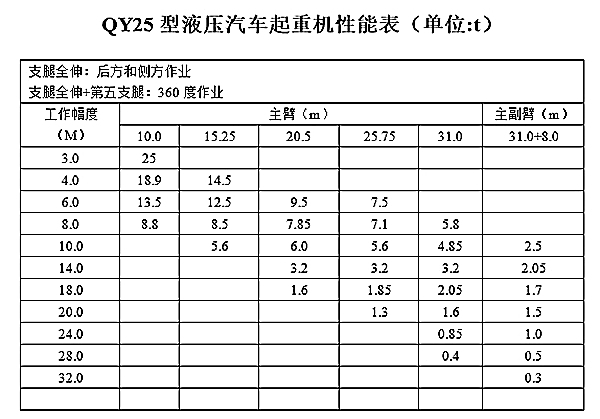 QY25 型液压汽车起重机性能表（单位:t）
支腿全伸：后方和侧方作业
支腿全伸+第五支腿：360 度作业
工作幅度（M） 主臂（m） 主副臂（m）
10.0 15.25 20.5 25.75 31.0 31.0+8.0
3.0 25
4.0 18.9 14.5
6.0 13.5 12.5 9.5 7.5
8.0 8.8 8.5 7.85 7.1 5.8
10.0 5.6 6.0 5.6 4.85 2.5
14.0 3.2 3.2 3.2 2.05
18.0 1.6 1.85 2.05 1.7
20.0 1.3 1.6 1.5
24.0 0.85 1.0
28.0 0.4 0.5
32.0 0.3